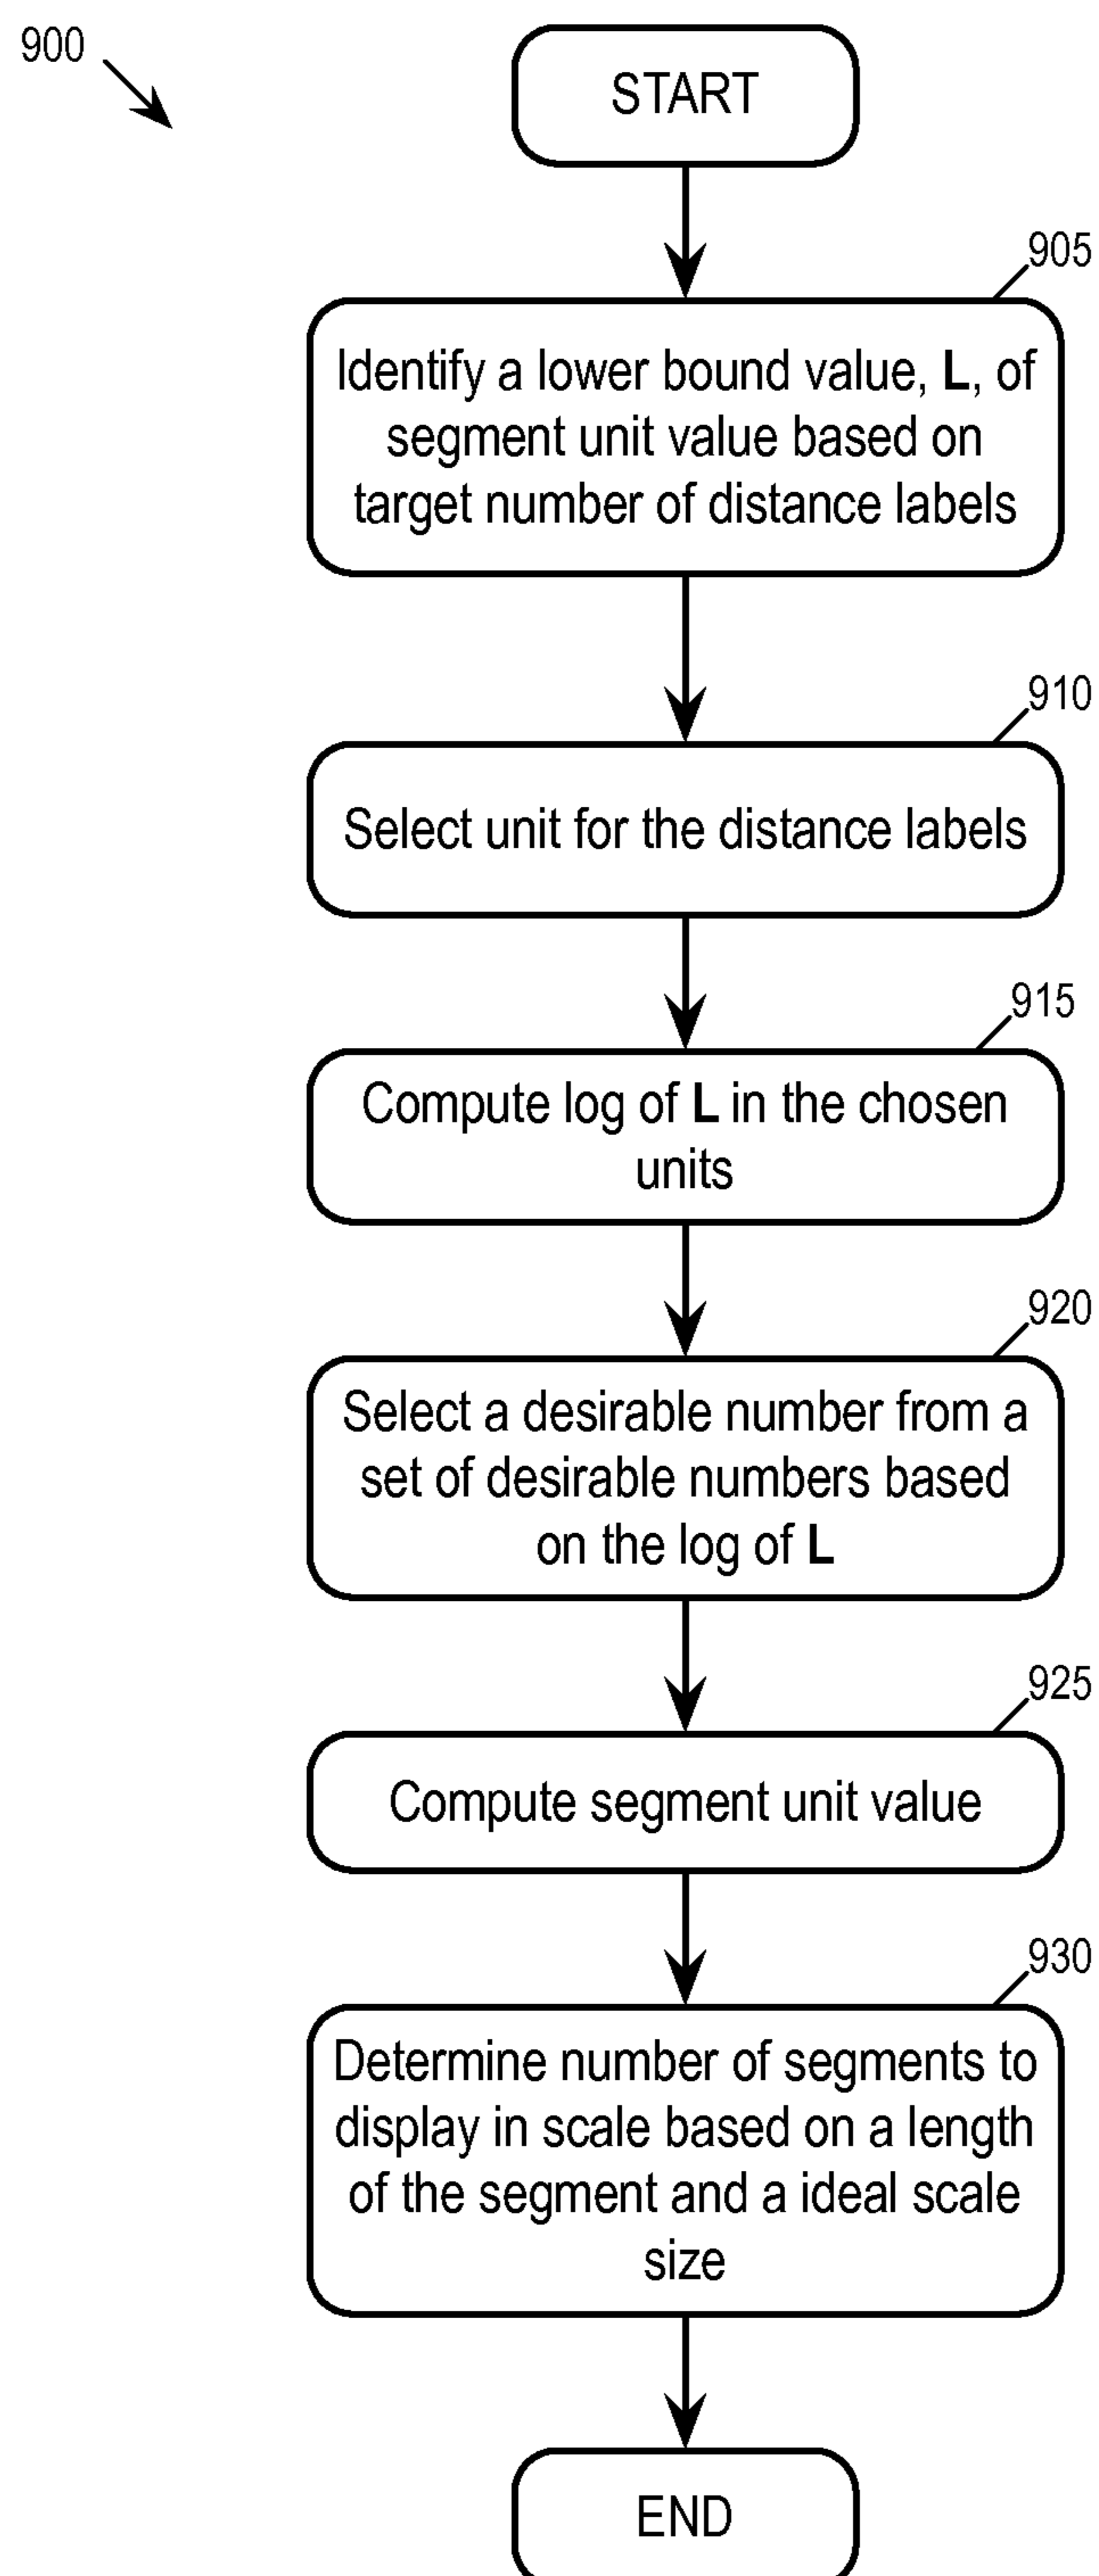 900
START
905
Identify a lower bound value, L, of
segment unit value based on
target number of distance labels
910
Select unit for the distance labels
915
Compute log of L in the chosen
units
920
Select a desirable number from a
set of desirable numbers based
on the log of L
925
Compute segment unit value
930
Determine number of segments to
display in scale based on a length
of the segment and a ideal scale
size
END